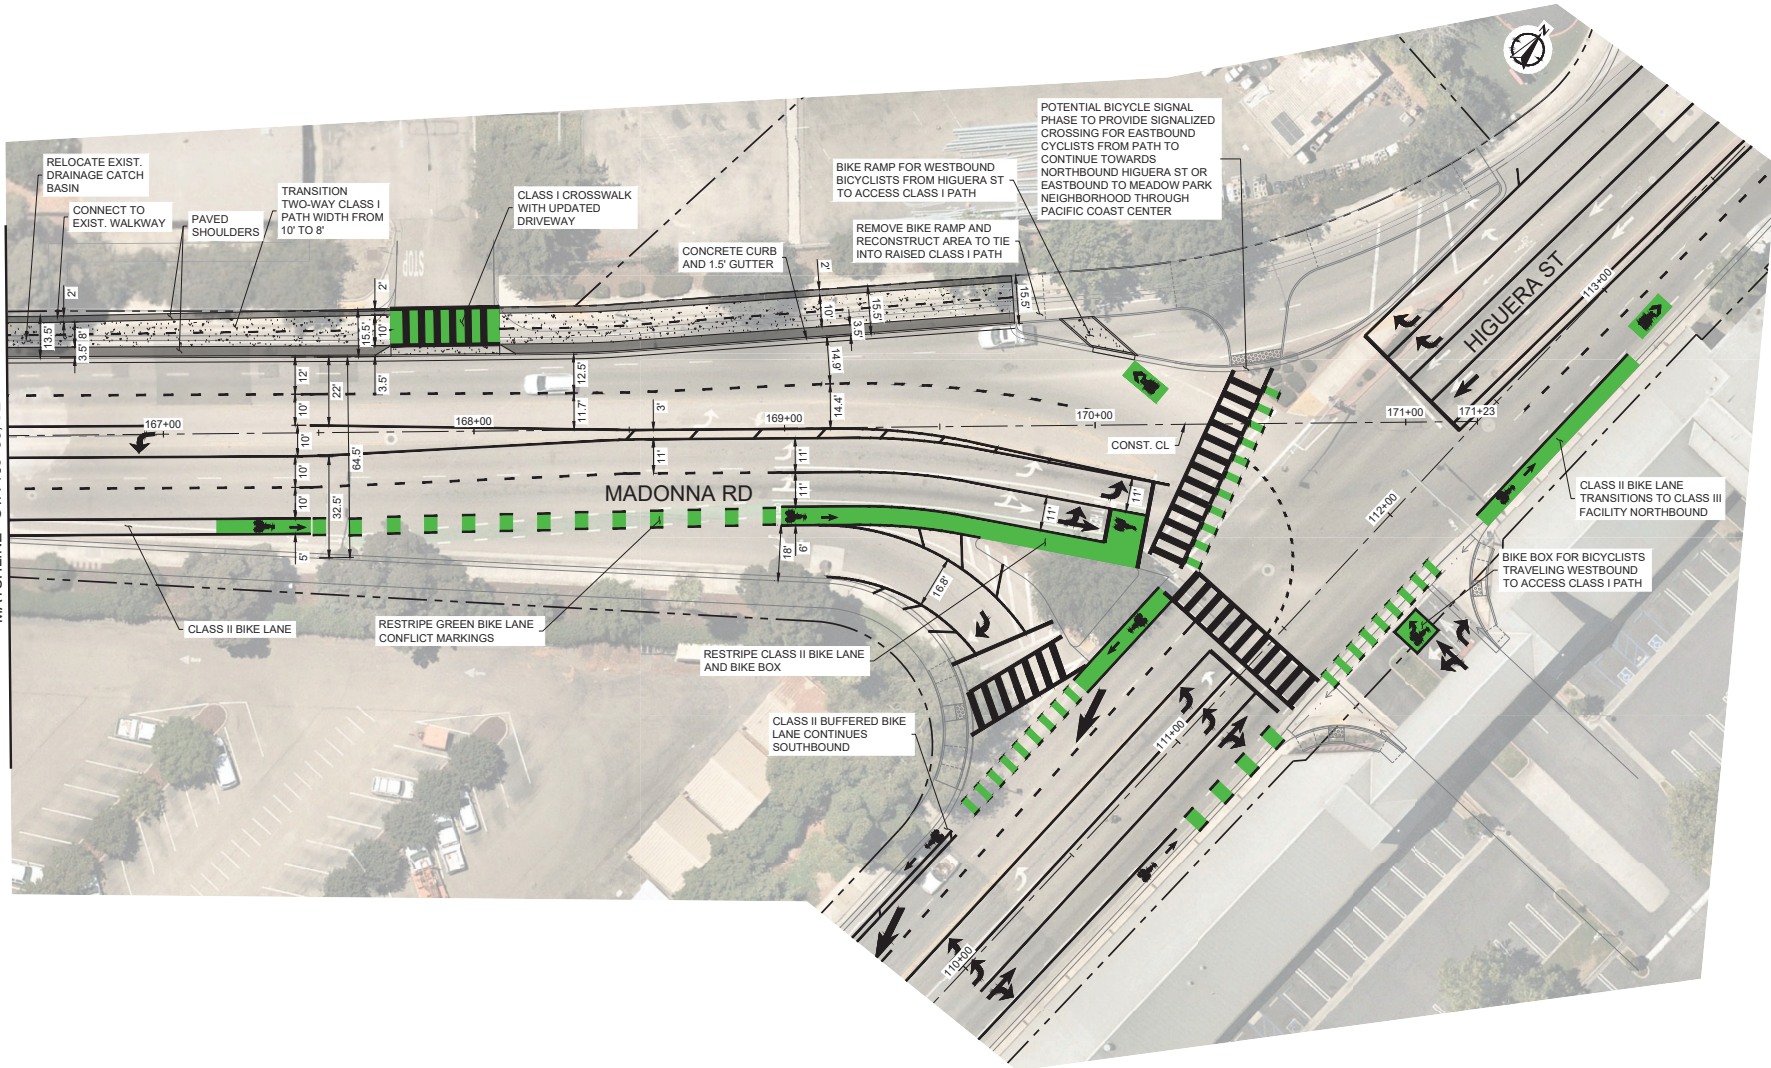 N
RELOCATE EXIST.
DRAINAGE CATCH
BASIN
CONNECT TO
EXIST. WALKWAY
PAVED
SHOULDERS
TRANSITION
TWO-WAY CLASS I
PATH WIDTH FROM
10' TO 8'
CLASS I CROSSWALK
WITH UPDATED
DRIVEWAY
CONCRETE CURB
AND 1.5' GUTTER
BIKE RAMP FOR WESTBOUND
BICYCLISTS FROM HIGUERA ST
TO ACCESS CLASS I PATH
REMOVE BIKE RAMP AND
RECONSTRUCT AREA TO TIE
INTO RAISED CLASS I PATH
POTENTIAL BICYCLE SIGNAL
PHASE TO PROVIDE SIGNALIZED
CROSSING FOR EASTBOUND
CYCLISTS FROM PATH TO
CONTINUE TOWARDS
NORTHBOUND HIGUERA ST OR
EASTBOUND TO MEADOW PARK
NEIGHBORHOOD THROUGH
PACIFIC COAST CENTER
STOP
HIGUERA ST
113+00
2'
13.5'
3.5'
8'
2'
15.5'
10'
3.5'
2'
10'
15.5'
3.5'
15.5'
12'
22'
10'
10'
64.5'
10'
10'
32.5'
5'
12.5'
11.7'
3'
11'
14.9'
14.4'
11'
11'
18'
6'
11'
11'
16.8'
167+00
168+00
169+00
170+00
171+00
171+23
CONST. CL
MADONNA RD
112+00
CLASS II BIKE LANE
TRANSITIONS TO CLASS III
FACILITY NORTHBOUND
BIKE BOX FOR BICYCLISTS
TRAVELING WESTBOUND
TO ACCESS CLASS I PATH
CLASS II BIKE LANE
RESTRIPE GREEN BIKE LANE
CONFLICT MARKINGS
RESTRIPE CLASS II BIKE LANE
AND BIKE BOX
CLASS II BUFFERED BIKE
LANE CONTINUES
SOUTHBOUND
111+00
110+00